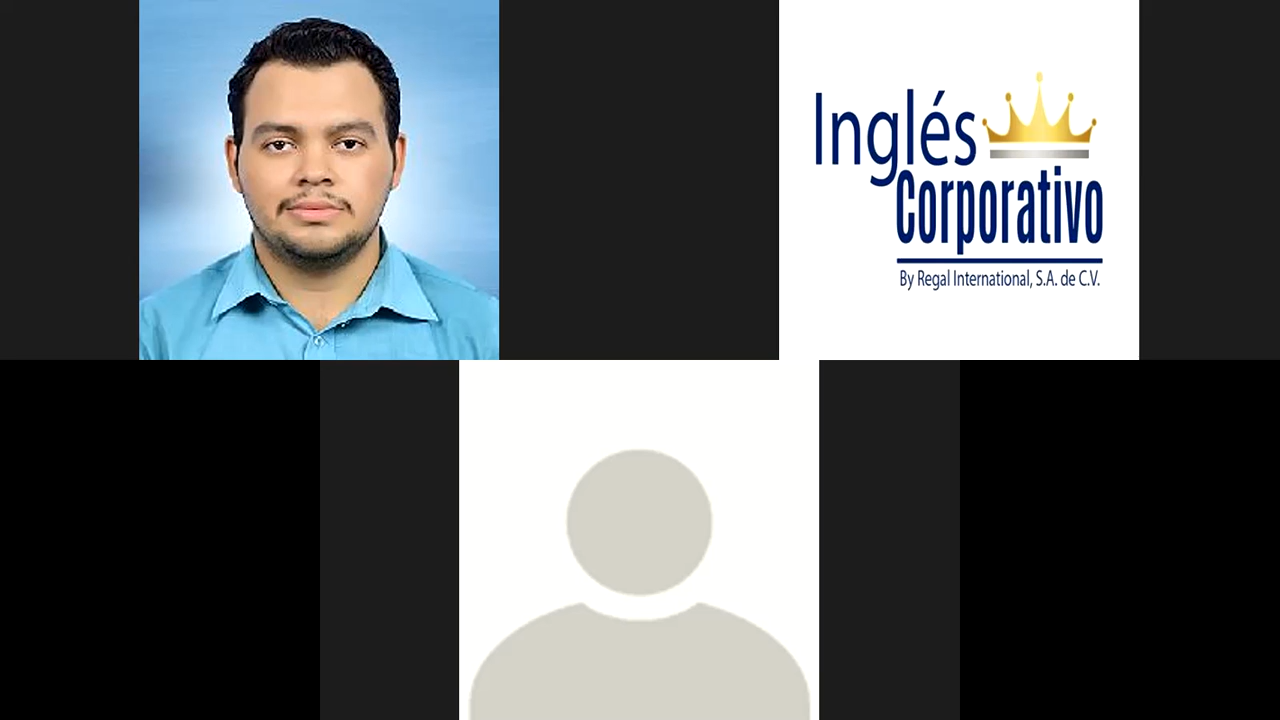 Inglés
Corporativo
By Regal International, S.A. de C.V.